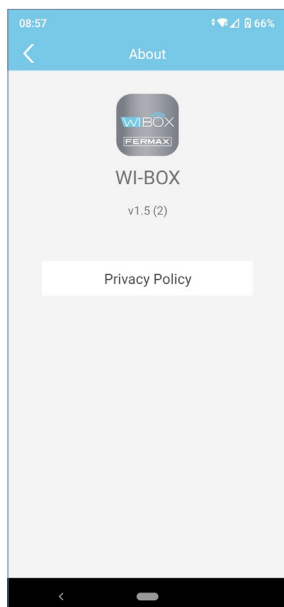 08:57 66%
About
WIBOX
FERMAX
WI-BOX
v1.5 (2)
Privacy Policy